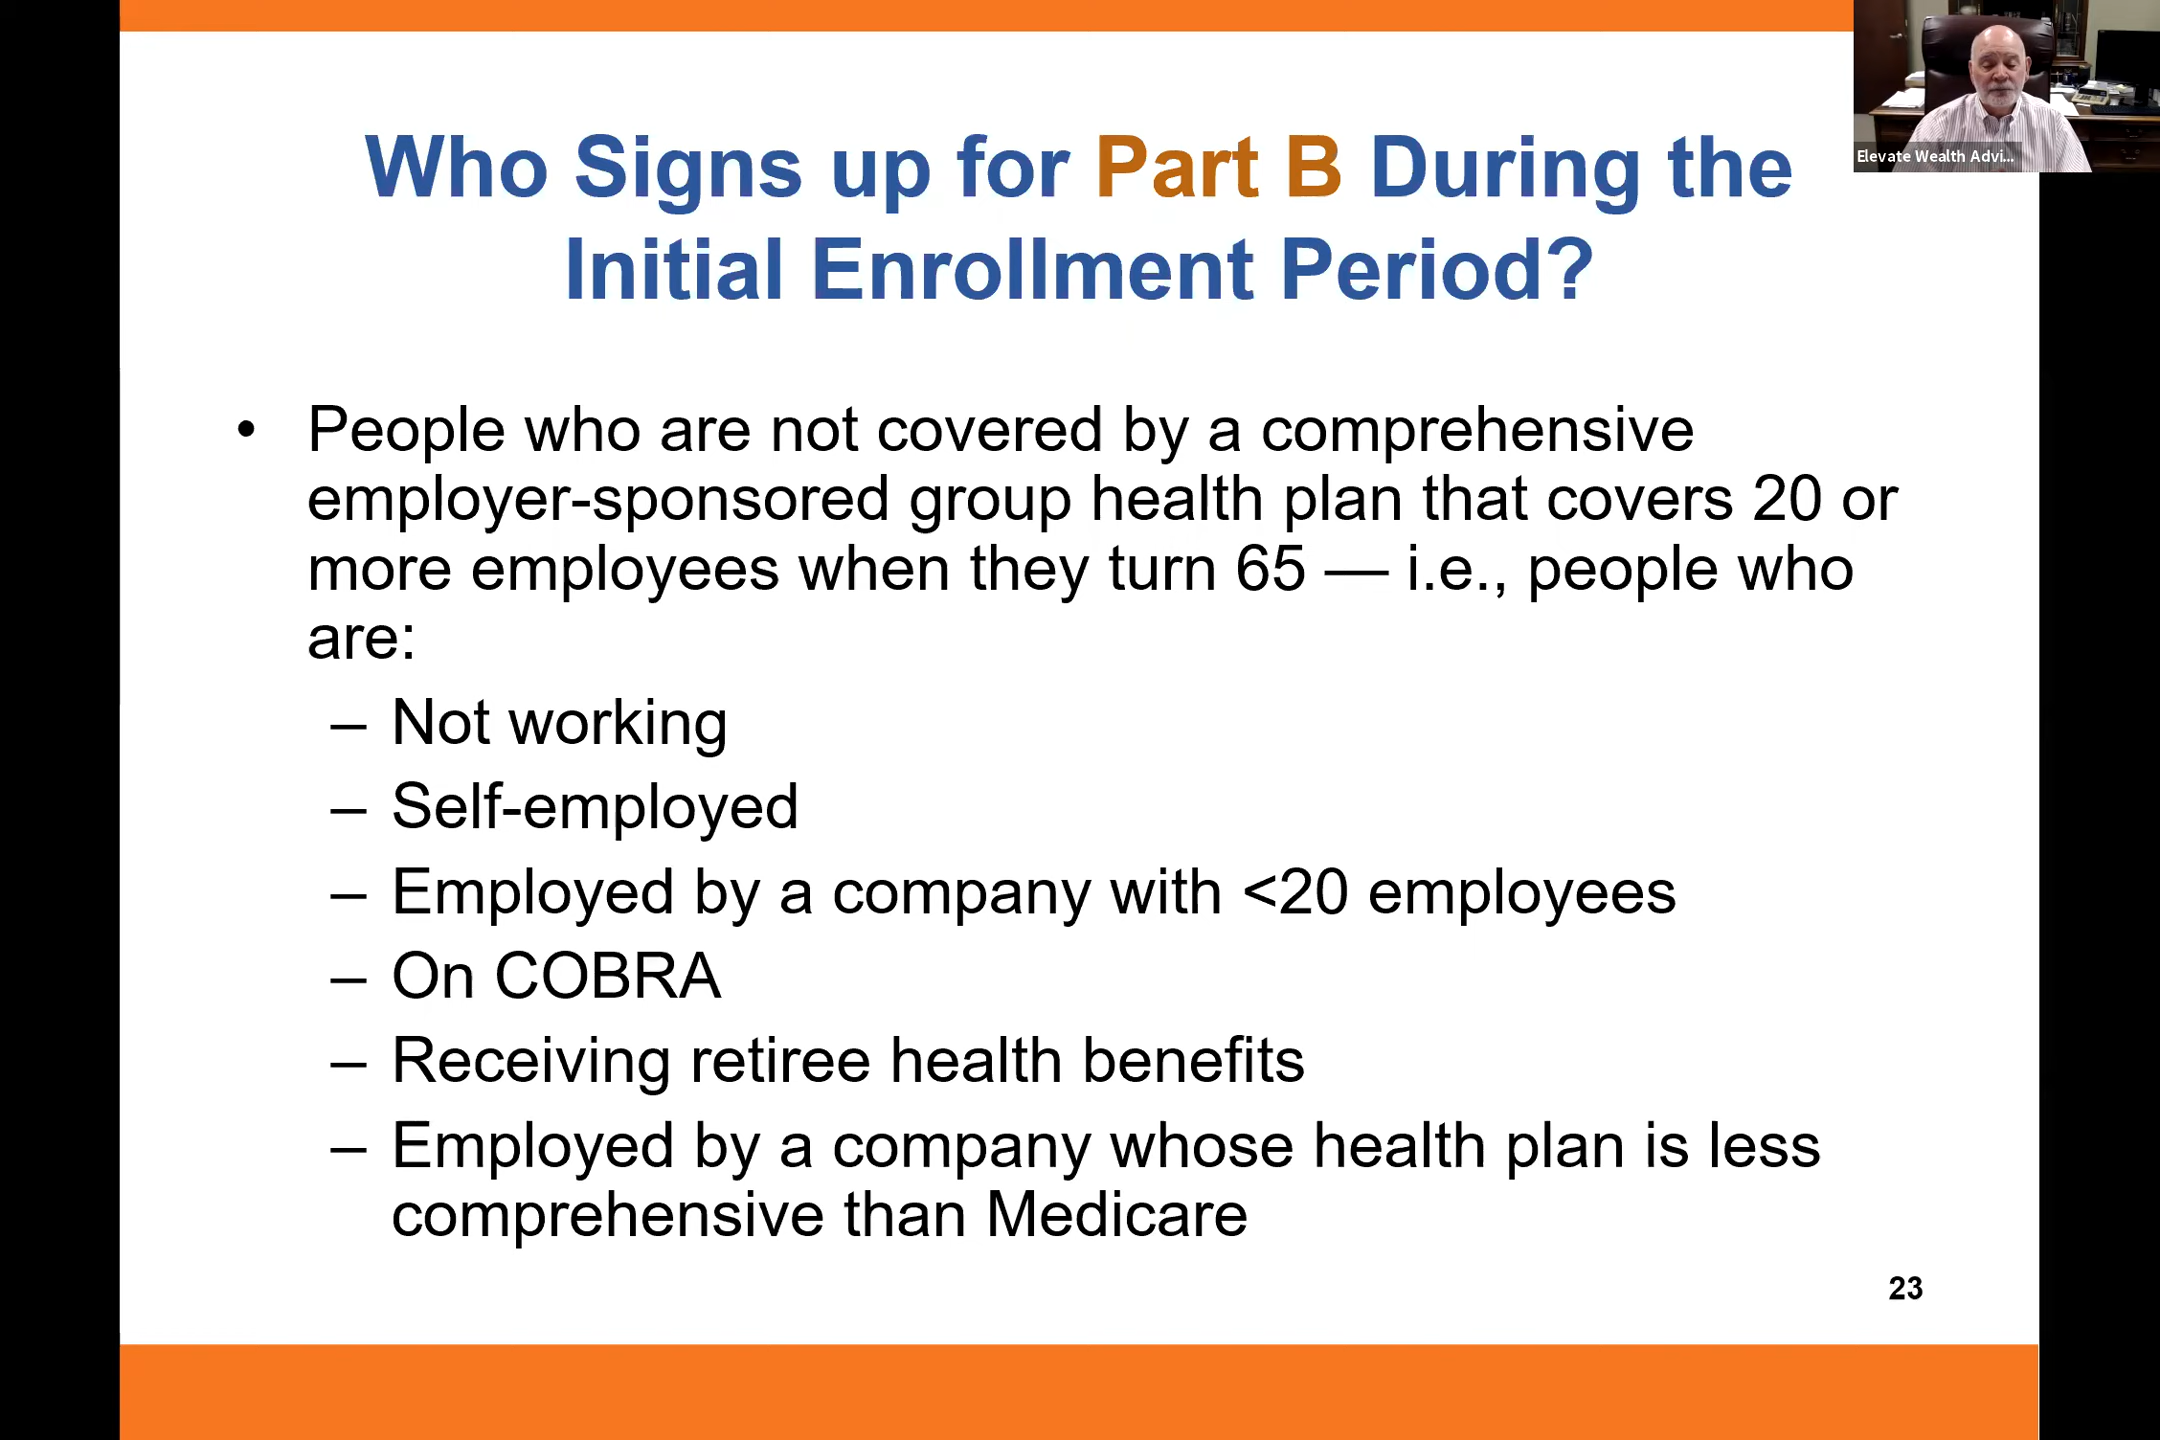 Who Signs up for Part B During the
Initial Enrollment Period?
Elevate Wealth Advi...
• People who are not covered by a comprehensive
employer-sponsored group health plan that covers 20 or
more employees when they turn 65 — i.e., people who
are:
– Not working
– Self-employed
– Employed by a company with <20 employees
– On COBRA
– Receiving retiree health benefits
– Employed by a company whose health plan is less
comprehensive than Medicare
23